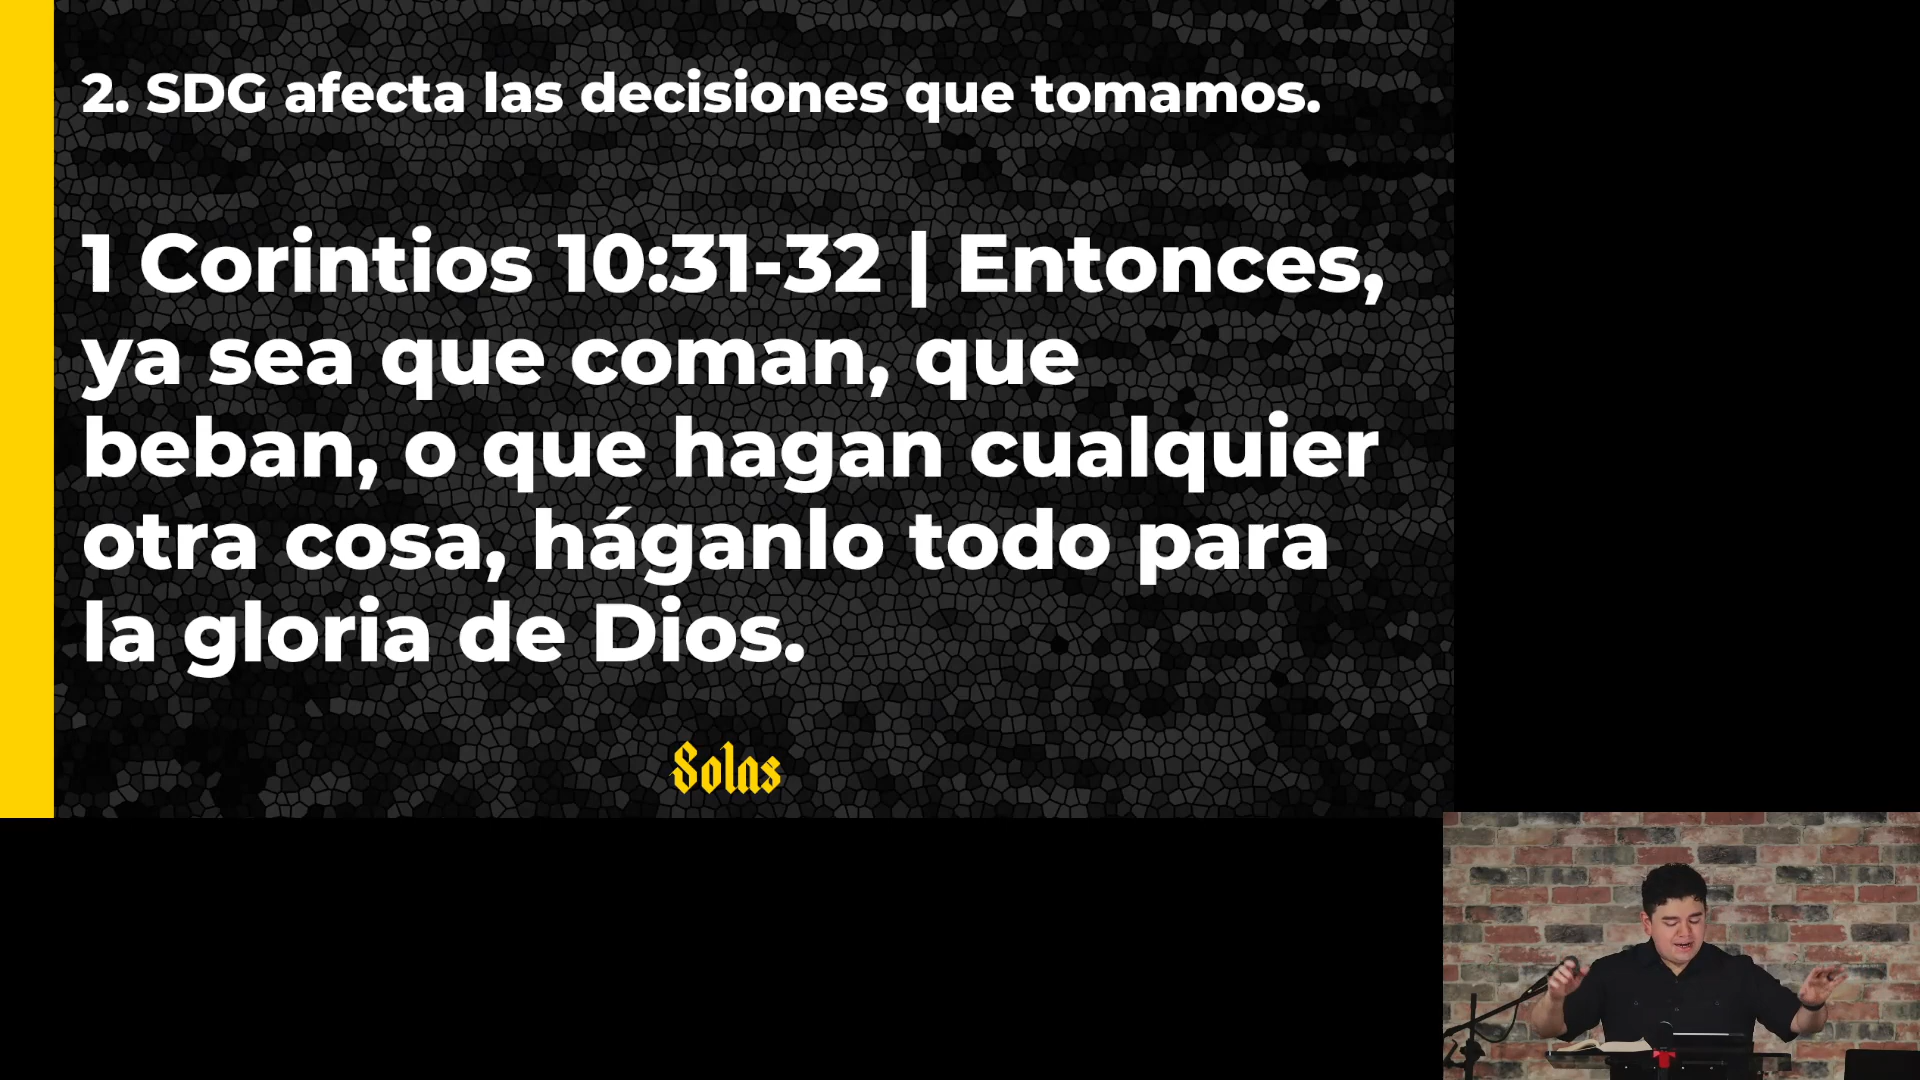 2. SDG afecta las decisiones que tomamos.
1 Corintios 10:31-32 | Entonces,
ya sea que coman, que
beban, o que hagan cualquier
otra cosa, háganlo todo para
la gloria de Dios.
Solas